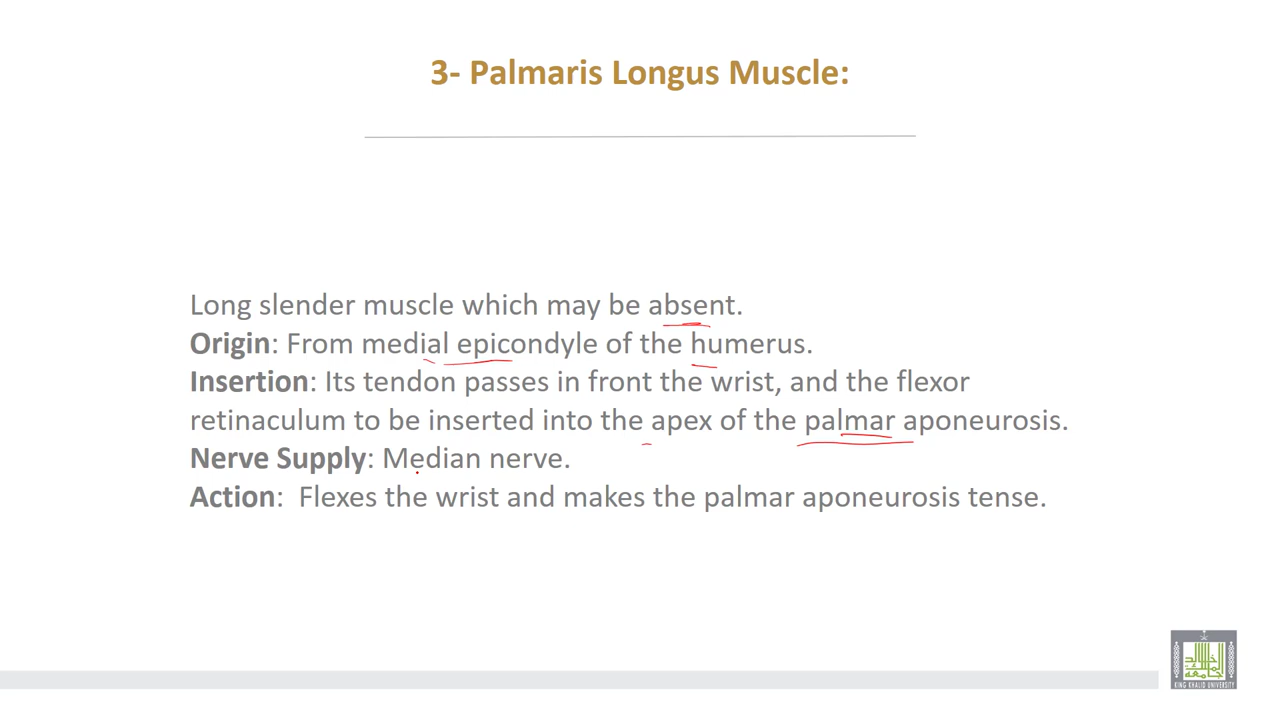 3- Palmaris Longus Muscle:
Long slender muscle which may be absent.
Origin: From medial epicondyle of the humerus.
Insertion: Its tendon passes in front the wrist, and the flexor
retinaculum to be inserted into the apex of the palmar aponeurosis.
Nerve Supply: Median nerve.
Action:  Flexes the wrist and makes the palmar aponeurosis tense.
KING KHALID UNIVERSITY